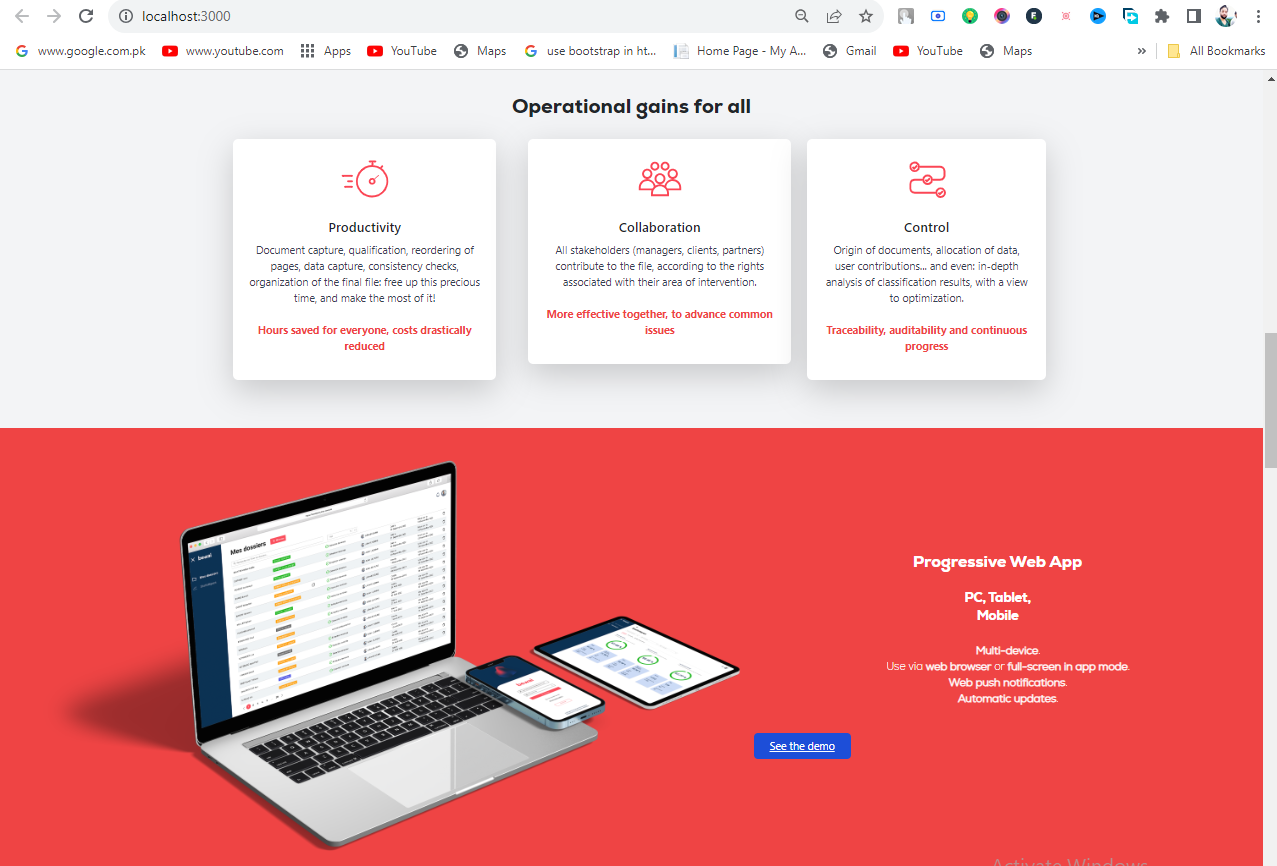 localhost:3000
www.google.com.pk
www.youtube.com
Apps
YouTube
Maps
use bootstrap in ht...
Home Page - My A...
Gmail
YouTube
Maps
»
All Bookmarks
Operational gains for all
Productivity
Document capture, qualification, reordering of
pages, data capture, consistency checks,
organization of the final file: free up this precious
time, and make the most of it!
Hours saved for everyone, costs drastically
reduced
Collaboration
All stakeholders (managers, clients, partners)
contribute to the file, according to the rights
associated with their area of intervention.
More effective together, to advance common
issues
Control
Origin of documents, allocation of data,
user contributions... and even: in-depth
analysis of classification results, with a view
to optimization.
Traceability, auditability and continuous
progress
Mes dossiers
Progressive Web App
PC, Tablet,
Mobile
Multi-device.
Use via web browser or full-screen in app mode.
Web push notifications.
Automatic updates.
See the demo
Activate Windows